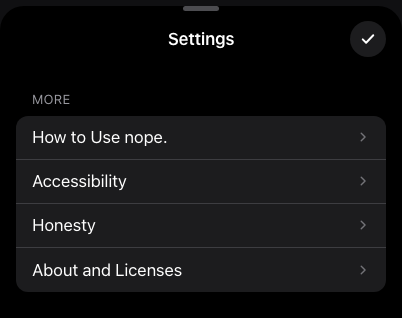 Settings
MORE
How to Use nope.
Accessibility
Honesty
About and Licenses